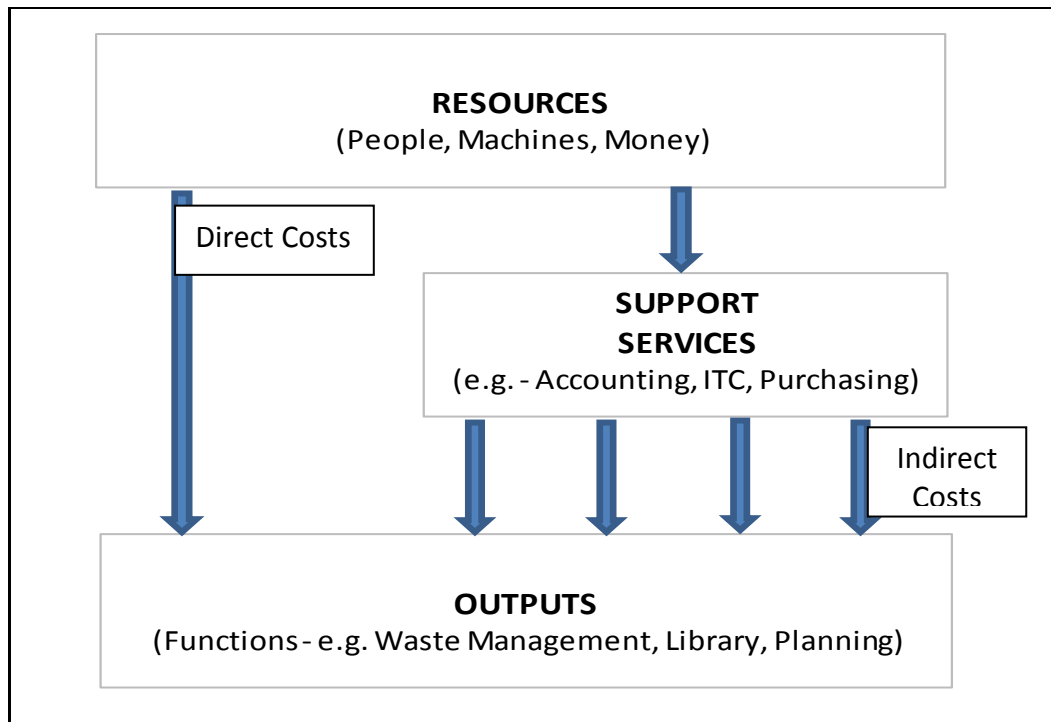 RESOURCES
(People, Machines, Money)
Direct Costs
SUPPORT
SERVICES
(e.g. - Accounting, ITC, Purchasing)
Indirect
Costs
OUTPUTS
(Functions - e.g. Waste Management, Library, Planning)